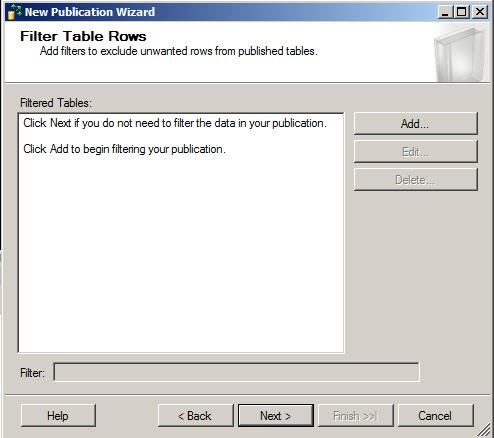 New Publication Wizard
Filter Table Rows
Add filters to exclude unwanted rows from published tables.
Filtered Tables:
Click Next if you do not need to filter the data in your publication.
Click Add to begin filtering your publication.
Add...
Edit...
Delete...
Filter:
Help
< Back
Next >
Finish >>|
Cancel